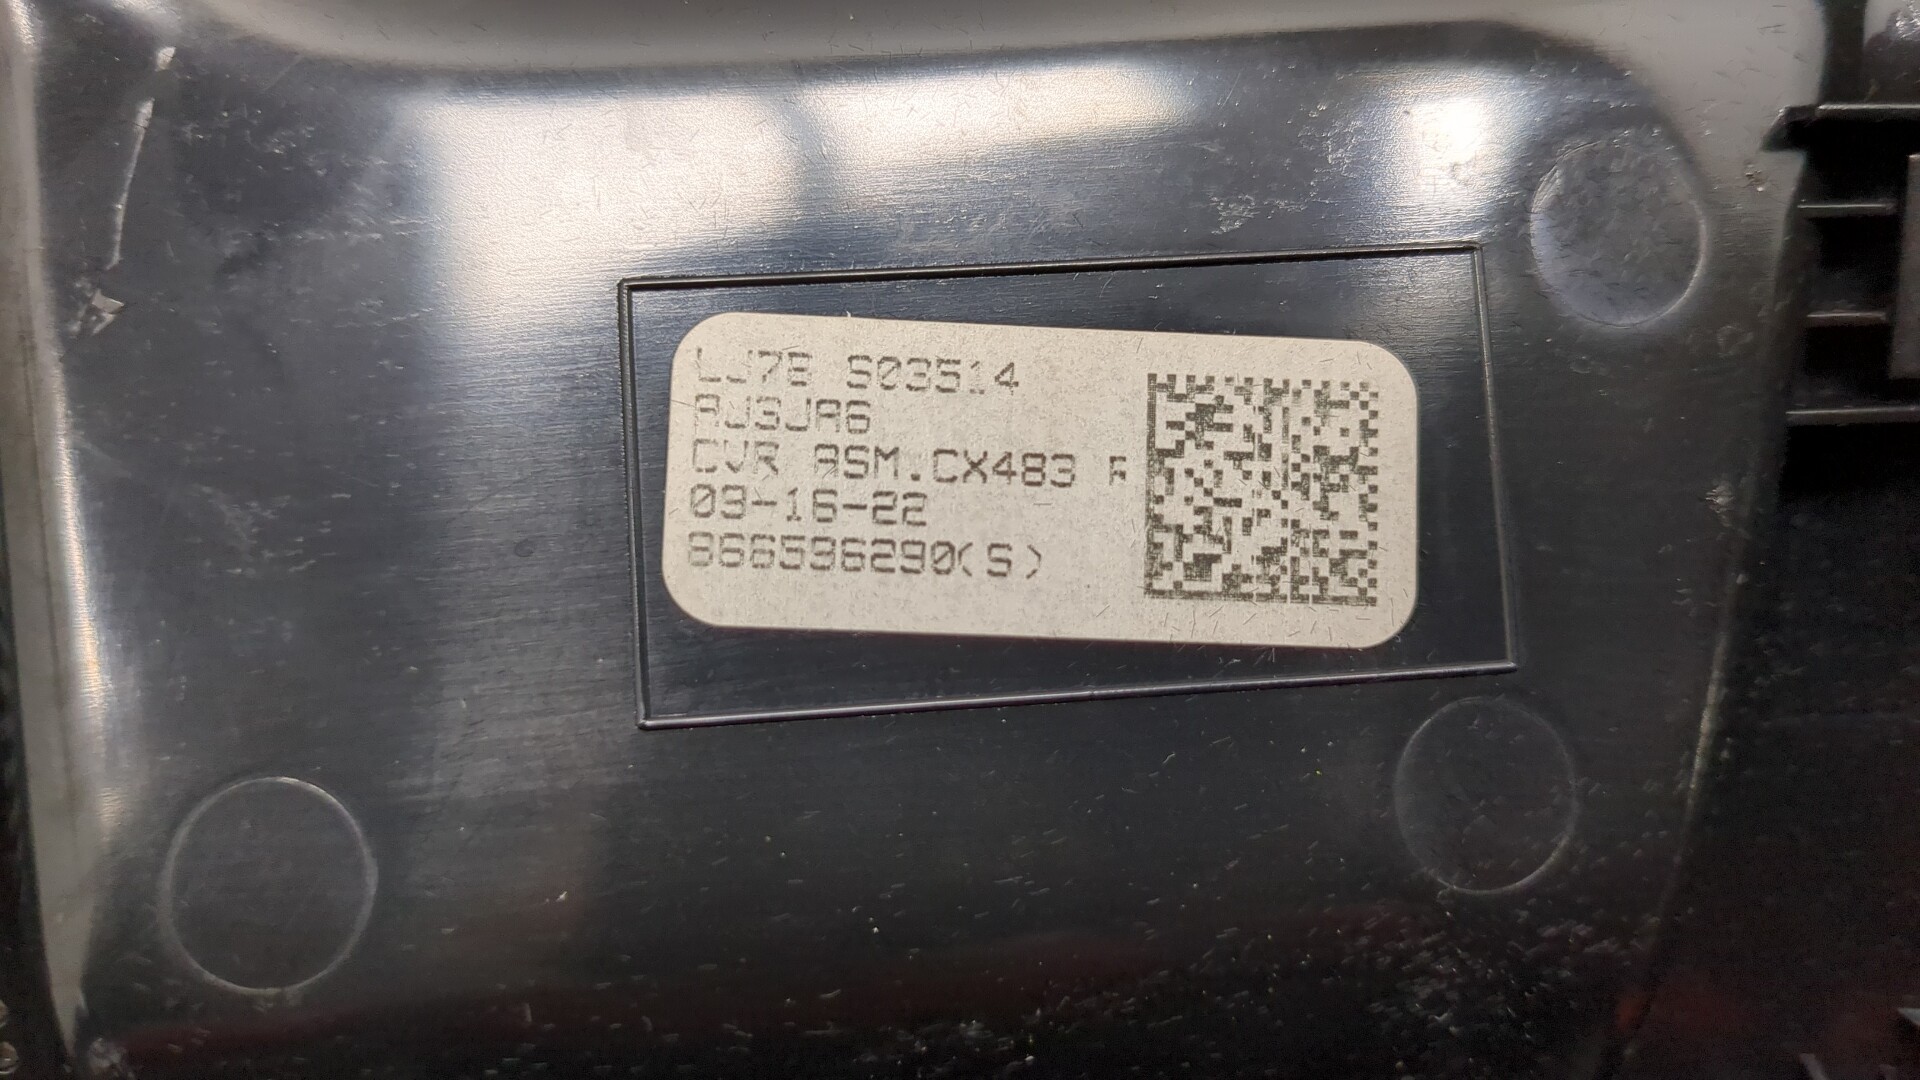 LJ7B S03514
AJ3JA6
CVR ASM.CX483 R
09-16-22
866596290(S)